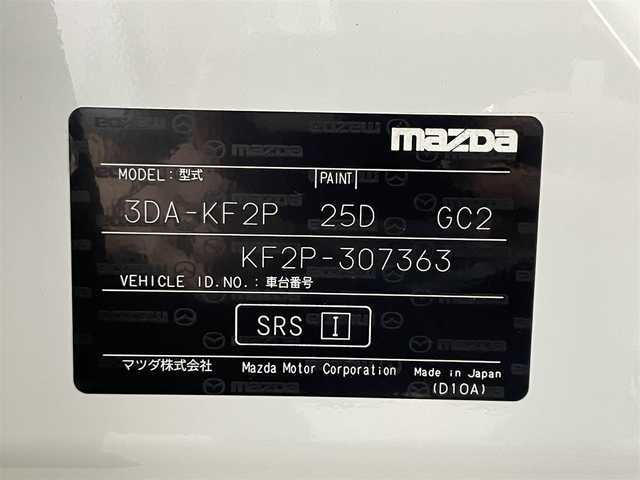 mazda
MODEL:型式 PAINT
3DA-KF2P 25D GC2
KF2P-307363
VEHICLE ID.NO.:車台番号
SRS I
マツダ株式会社 Mazda Motor Corporation Made in Japan
(D10A)